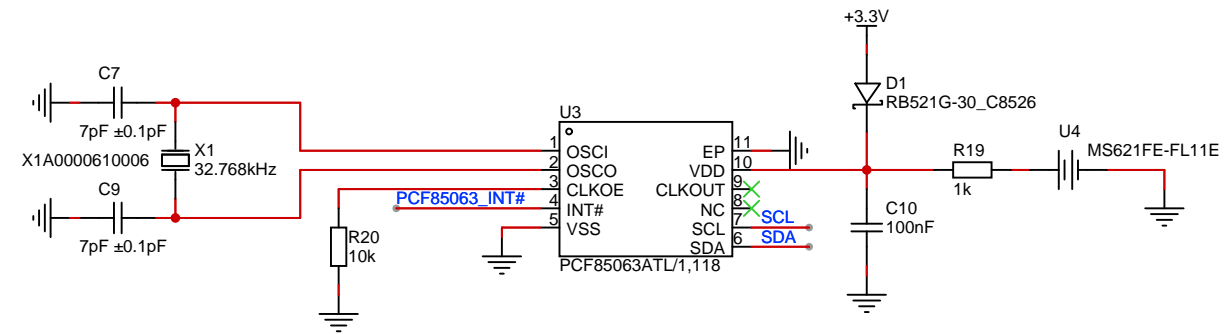 +3.3V
C7
7pF ±0.1pF
D1
RB521G-30_C8526
U3
X1A0000610006
X1
32.768kHz
1 OSCI
2 OSCO
3 CLKOE
4 INT#
5 VSS
EP 11
VDD 10
CLKOUT 9
NC 8
SCL 7
SDA 6
PCF85063ATL/1,118
U4
MS621FE-FL11E
R19
1k
C9
7pF ±0.1pF
PCF85063_INT#
R20
10k
SCL
SDA
C10
100nF